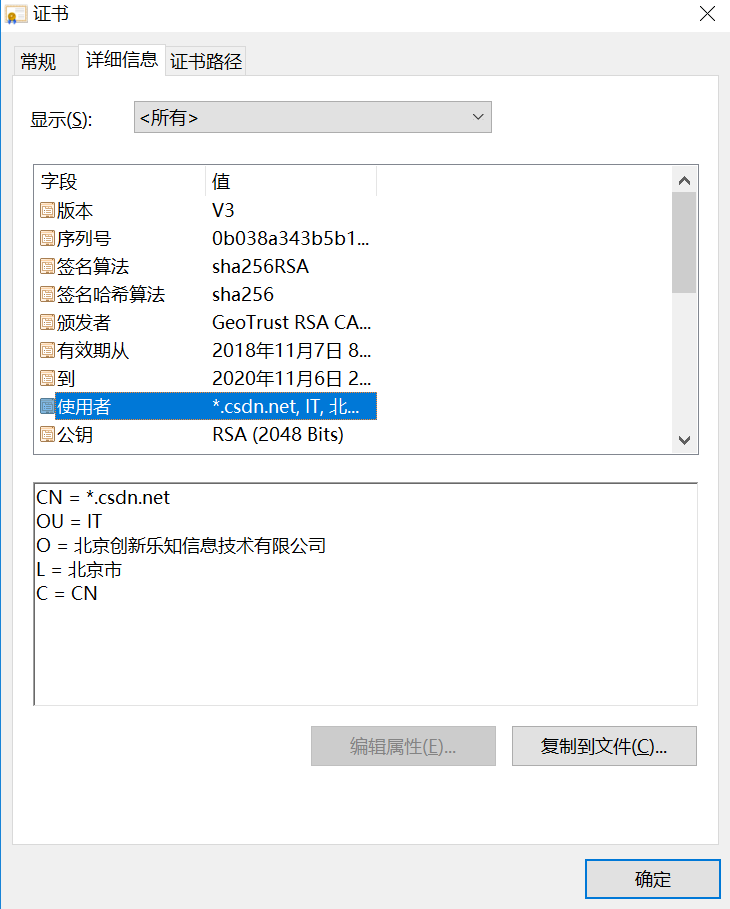 证书
常规 详细信息 证书路径
显示(S): <所有>
字段 值
版本 V3
序列号 0b038a343b5b1...
签名算法 sha256RSA
签名哈希算法 sha256
颁发者 GeoTrust RSA CA...
有效期从 2018年11月7日 8...
到 2020年11月6日 2...
使用者 *.csdn.net, IT, 北...
公钥 RSA (2048 Bits)
CN = *.csdn.net
OU = IT
O = 北京创新乐知信息技术有限公司
L = 北京市
C = CN
编辑属性(E)... 复制到文件(C)...
确定